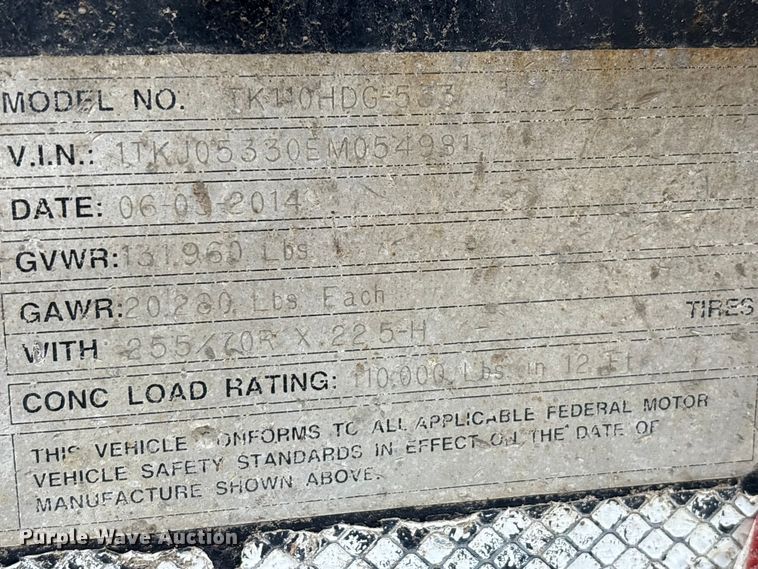 MODEL NO. TK110HDG-533
V.I.N.: 1TKJ05330EM054981
DATE: 06-03-2014
GVWR: 131,960 Lbs
GAWR: 20,280 Lbs Each
WITH 255/70R X 22.5-H TIRES
CONC LOAD RATING: 110,000 Lbs in 12 Ft
THIS VEHICLE CONFORMS TO ALL APPLICABLE FEDERAL MOTOR
VEHICLE SAFETY STANDARDS IN EFFECT ON THE DATE OF
MANUFACTURE SHOWN ABOVE.
Purple Wave Auction